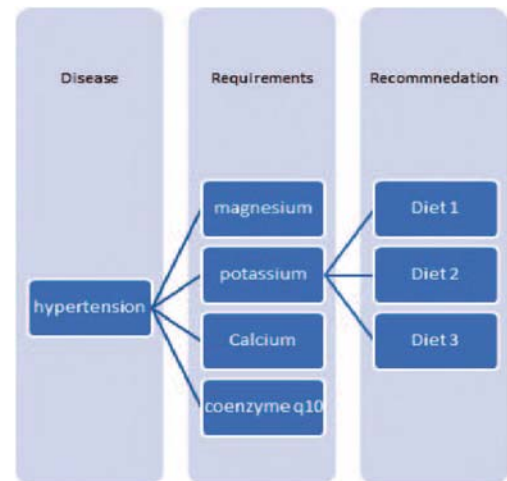 Disease
Requirements
Recommnedation
hypertension
magnesium
potassium
Calcium
coenzyme q10
Diet 1
Diet 2
Diet 3